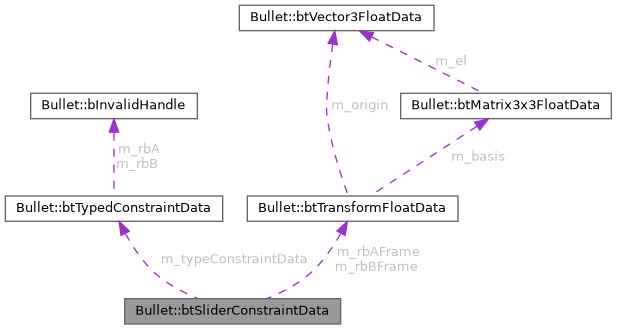 Bullet::btVector3FloatData
m_el
Bullet::bInvalidHandle
m_origin
Bullet::btMatrix3x3FloatData
m_rbA
m_rbB
m_basis
Bullet::btTypedConstraintData
Bullet::btTransformFloatData
m_typeConstraintData
m_rbAFrame
m_rbBFrame
Bullet::btSliderConstraintData